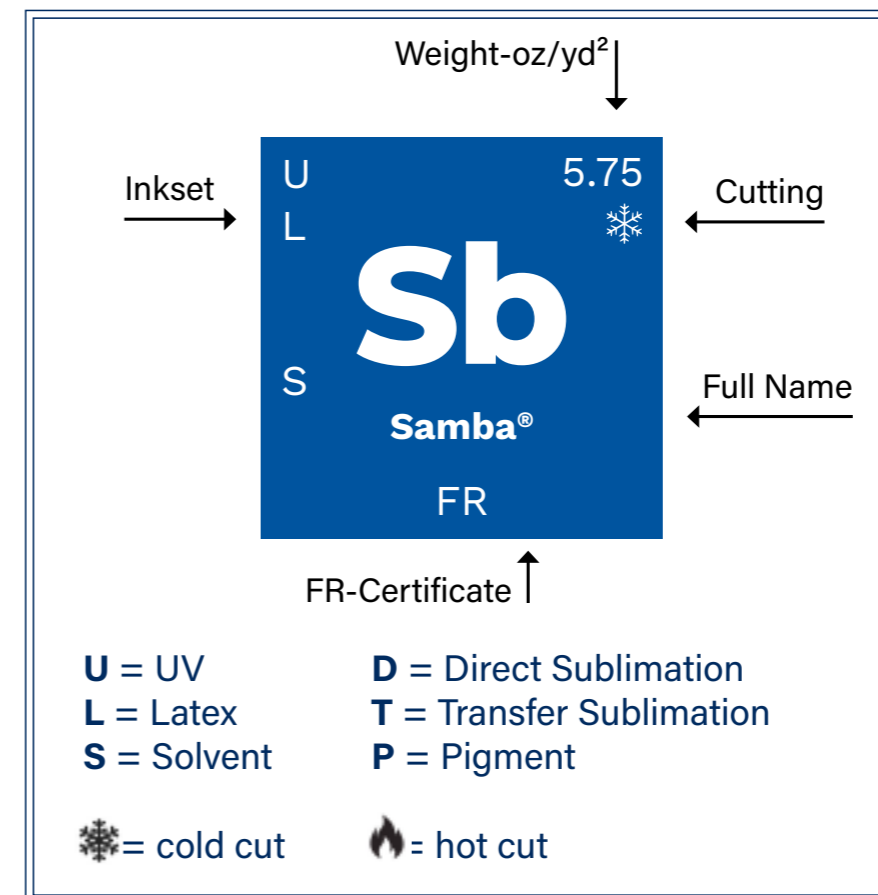 Weight-oz/yd²
Inkset
U
5.75
Cutting
L
Sb
S
Full Name
Samba®
FR
FR-Certificate
U = UV
D = Direct Sublimation
L = Latex
T = Transfer Sublimation
S = Solvent
P = Pigment
= cold cut
= hot cut